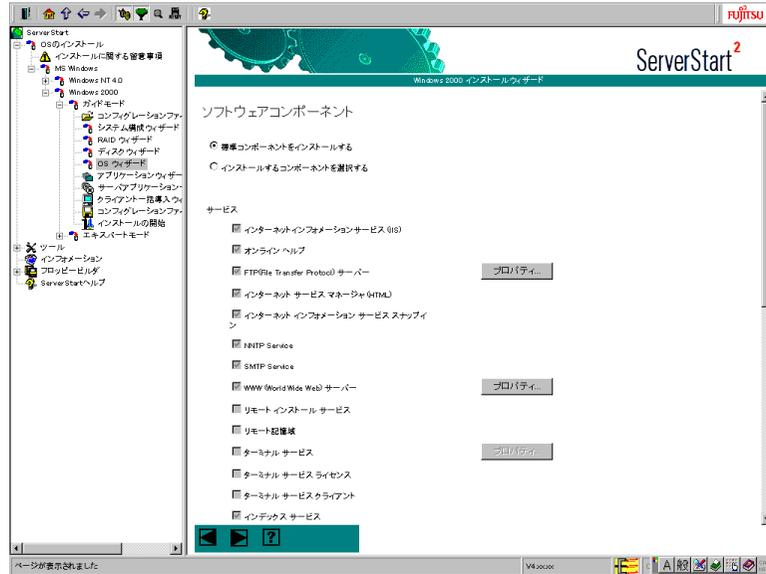 FUJITSU
Server Start
OSのインストール
インストールに関する留意事項
MS Windows
Windows NT 4.0
Windows 2000
ガイドモード
コンフィグレーションファ
システム構成ウィザード
RAID ウィザード
ディスクウィザード
OS ウィザード
アプリケーションウィザー
サーバアプリケーション
クライアント一括導入ウィ
コンフィグレーションファ
インストールの開始
エキスパートモード
ツール
インフォメーション
フロッピービルダ
ServerStartヘルプ
ServerStart2
Windows 2000 インストールウィザード
ソフトウェアコンポーネント
標準コンポーネントをインストールする
インストールするコンポーネントを選択する
サービス
インターネットインフォメーションサービス (IIS)
オンライン ヘルプ
FTP(File Transfer Protocl) サーバー
プロパティ...
インターネット サービス マネージャ (HTML)
インターネット インフォメーション サービス スナップイ
ン
NNTP Service
SMTP Service
WWW (World Wide Web) サーバー
プロパティ...
リモート インストール サービス
リモート記憶域
ターミナル サービス
プロパティ...
ターミナル サービス ライセンス
ターミナル サービス クライアント
インデックス サービス
ページが表示されました
V4.xx.xx
A 般